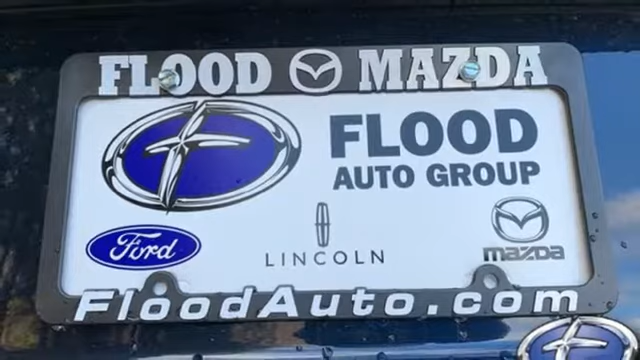 FLOOD MAZDA
FLOOD
AUTO GROUP
Ford
LINCOLN
mazda
FloodAuto.com